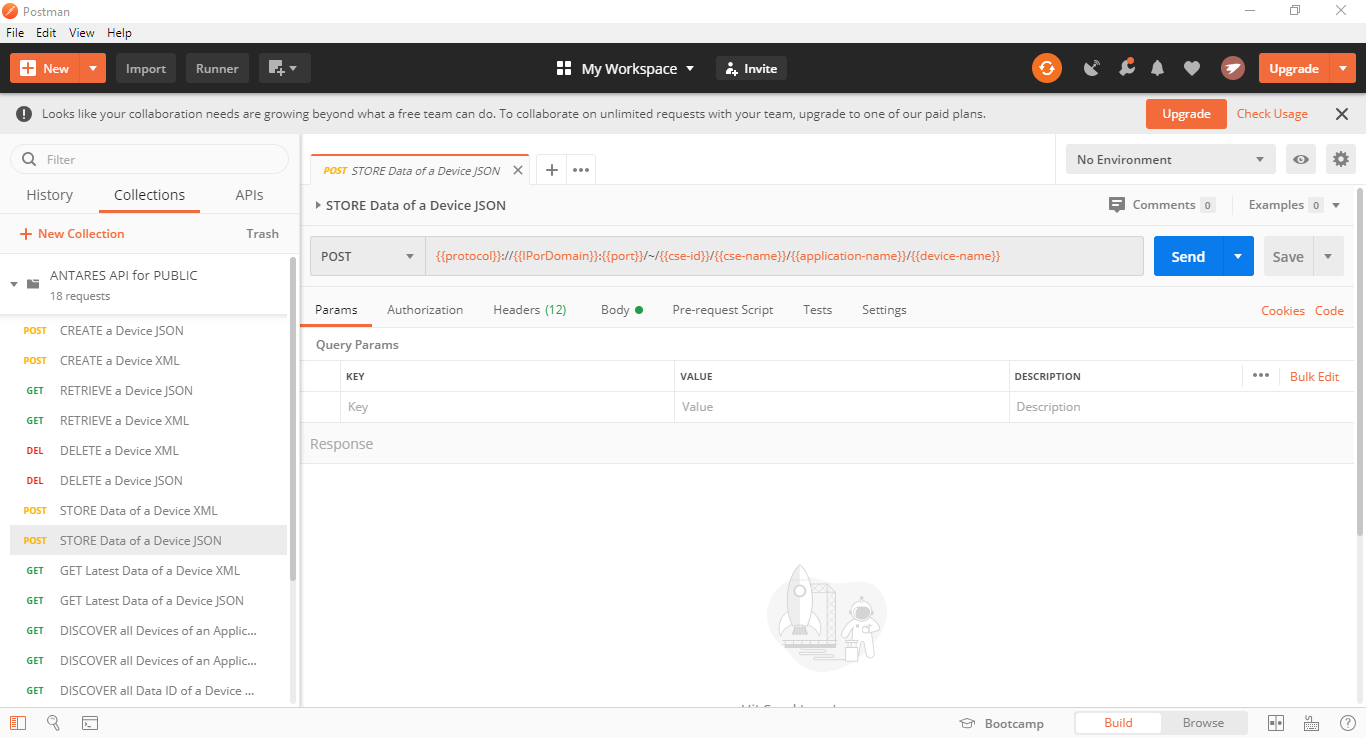 Postman
File Edit View Help
New Import Runner My Workspace Invite Upgrade
Looks like your collaboration needs are growing beyond what a free team can do. To collaborate on unlimited requests with your team, upgrade to one of our paid plans. Upgrade Check Usage
Filter
History Collections APIs
New Collection Trash
ANTARES API for PUBLIC
18 requests
POST CREATE a Device JSON
POST CREATE a Device XML
GET RETRIEVE a Device JSON
GET RETRIEVE a Device XML
DEL DELETE a Device XML
DEL DELETE a Device JSON
POST STORE Data of a Device XML
POST STORE Data of a Device JSON
GET GET Latest Data of a Device XML
GET GET Latest Data of a Device JSON
GET DISCOVER all Devices of an Applic...
GET DISCOVER all Devices of an Applic...
GET DISCOVER all Data ID of a Device ...
POST STORE Data of a Device JSON
No Environment
STORE Data of a Device JSON Comments 0 Examples 0
POST {{protocol}}://{{IPorDomain}}:{{port}}/~/{{cse-id}}/{{cse-name}}/{{application-name}}/{{device-name}} Send Save
Params Authorization Headers (12) Body Pre-request Script Tests Settings Cookies Code
Query Params
KEY VALUE DESCRIPTION Bulk Edit
Key Value Description
Response
Bootcamp Build Browse